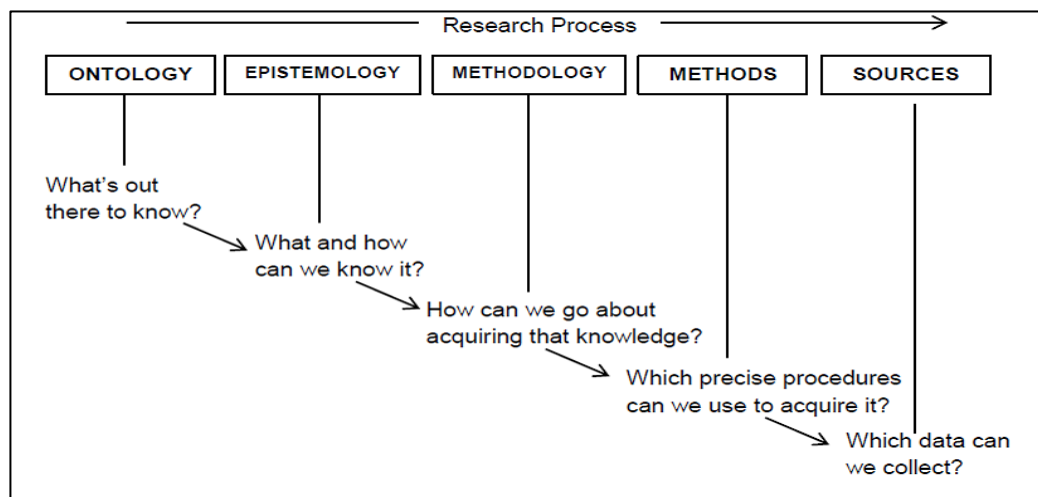 Research Process
ONTOLOGY
EPISTEMOLOGY
METHODOLOGY
METHODS
SOURCES
What's out
there to know?
What and how
can we know it?
How can we go about
acquiring that knowledge?
Which precise procedures
can we use to acquire it?
Which data can
we collect?